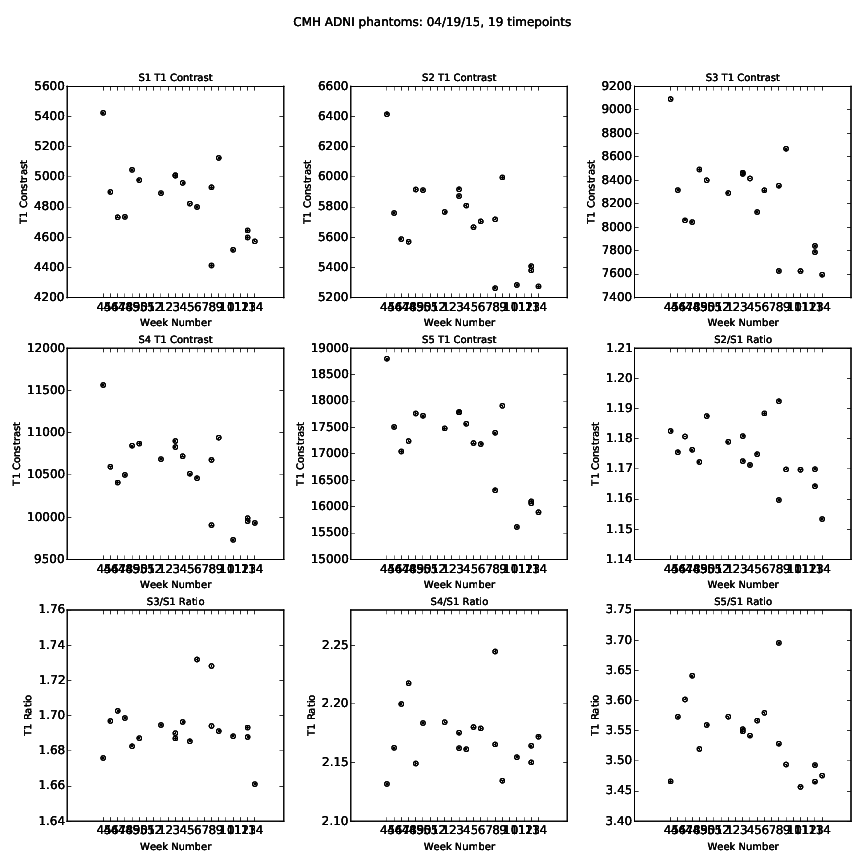 CMH ADNI phantoms: 04/19/15, 19 timepoints
S1 T1 Contrast
5600
5400
5200
5000
4800
4600
4400
4200
T1 Constrast
Week Number
S2 T1 Contrast
6600
6400
6200
6000
5800
5600
5400
5200
T1 Constrast
Week Number
S3 T1 Contrast
9200
9000
8800
8600
8400
8200
8000
7800
7600
7400
T1 Constrast
Week Number
S4 T1 Contrast
12000
11500
11000
10500
10000
9500
T1 Constrast
Week Number
S5 T1 Contrast
19000
18500
18000
17500
17000
16500
16000
15500
15000
T1 Constrast
Week Number
S2/S1 Ratio
1.21
1.20
1.19
1.18
1.17
1.16
1.15
1.14
T1 Constrast
Week Number
S3/S1 Ratio
1.76
1.74
1.72
1.70
1.68
1.66
1.64
T1 Ratio
Week Number
S4/S1 Ratio
2.25
2.20
2.15
2.10
T1 Ratio
Week Number
S5/S1 Ratio
3.75
3.70
3.65
3.60
3.55
3.50
3.45
3.40
T1 Ratio
Week Number